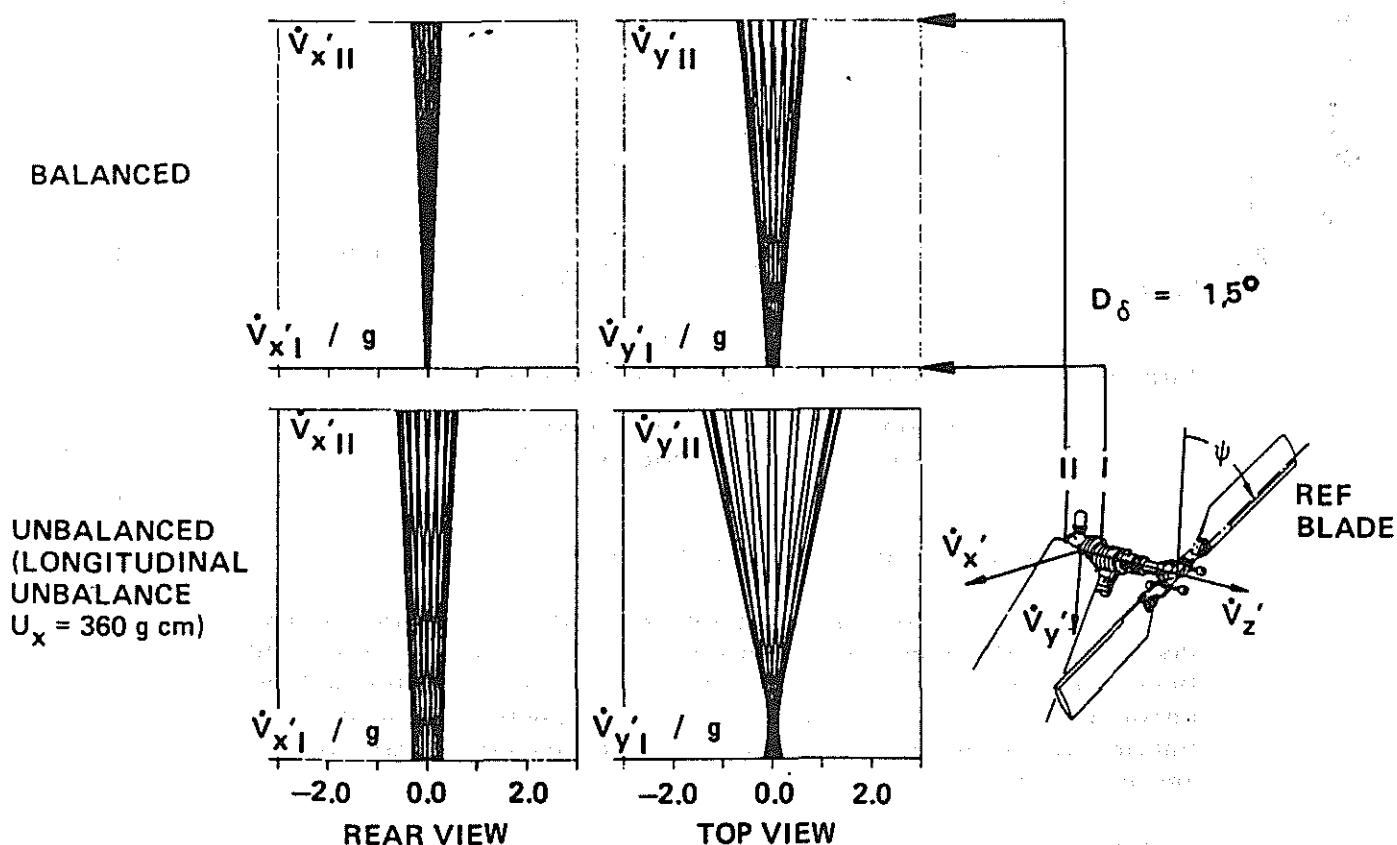 BALANCED
V̇x'II
V̇x'I / g
V̇y'II
V̇y'I / g
Dδ = 1,5°
UNBALANCED
(LONGITUDINAL
UNBALANCE
Ux = 360 g cm)
V̇x'II
V̇x'I / g
−2.0 0.0 2.0
REAR VIEW
V̇y'II
V̇y'I / g
−2.0 0.0 2.0
TOP VIEW
II I
ψ
REF
BLADE
V̇x'
V̇y'
V̇z'